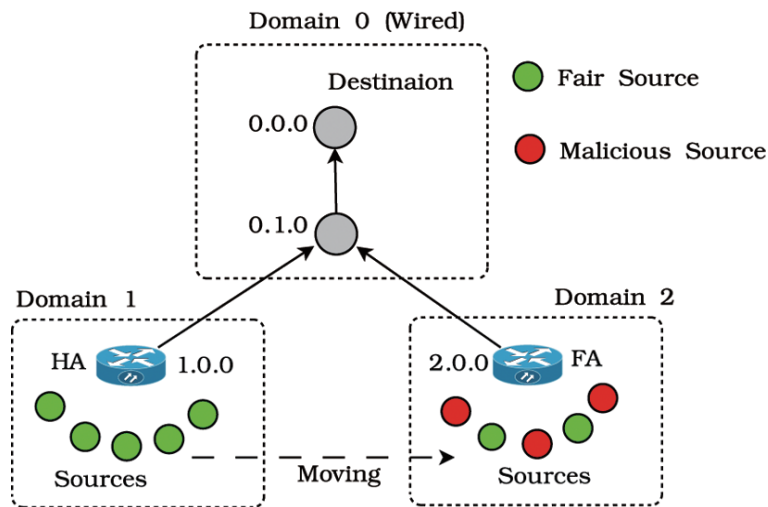 Domain 0 (Wired)
Destinaion
0.0.0
0.1.0
Fair Source
Malicious Source
Domain 1
HA
1.0.0
Sources
Moving
Domain 2
2.0.0
FA
Sources